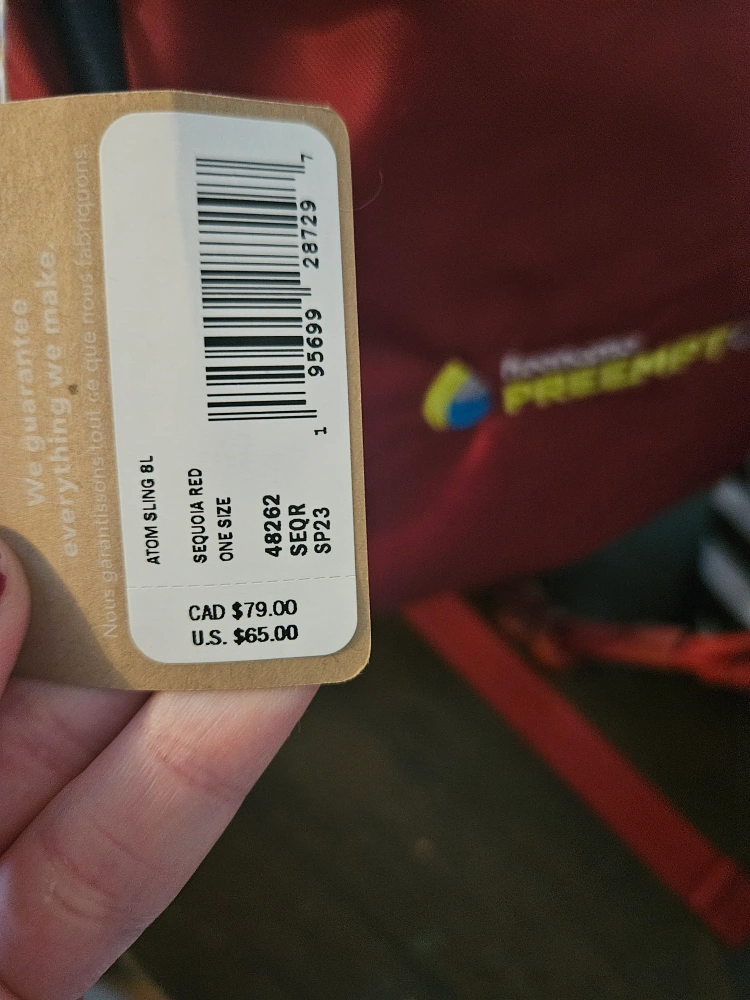 We guarantee
everything we make.
Nous garantissons tout ce que nous fabriquons.
1 95699 28729 7
ATOM SLING 8L
SEQUOIA RED
ONE SIZE
48262
SEQR
SP23
CAD $79.00
U.S. $65.00
PREEMPT